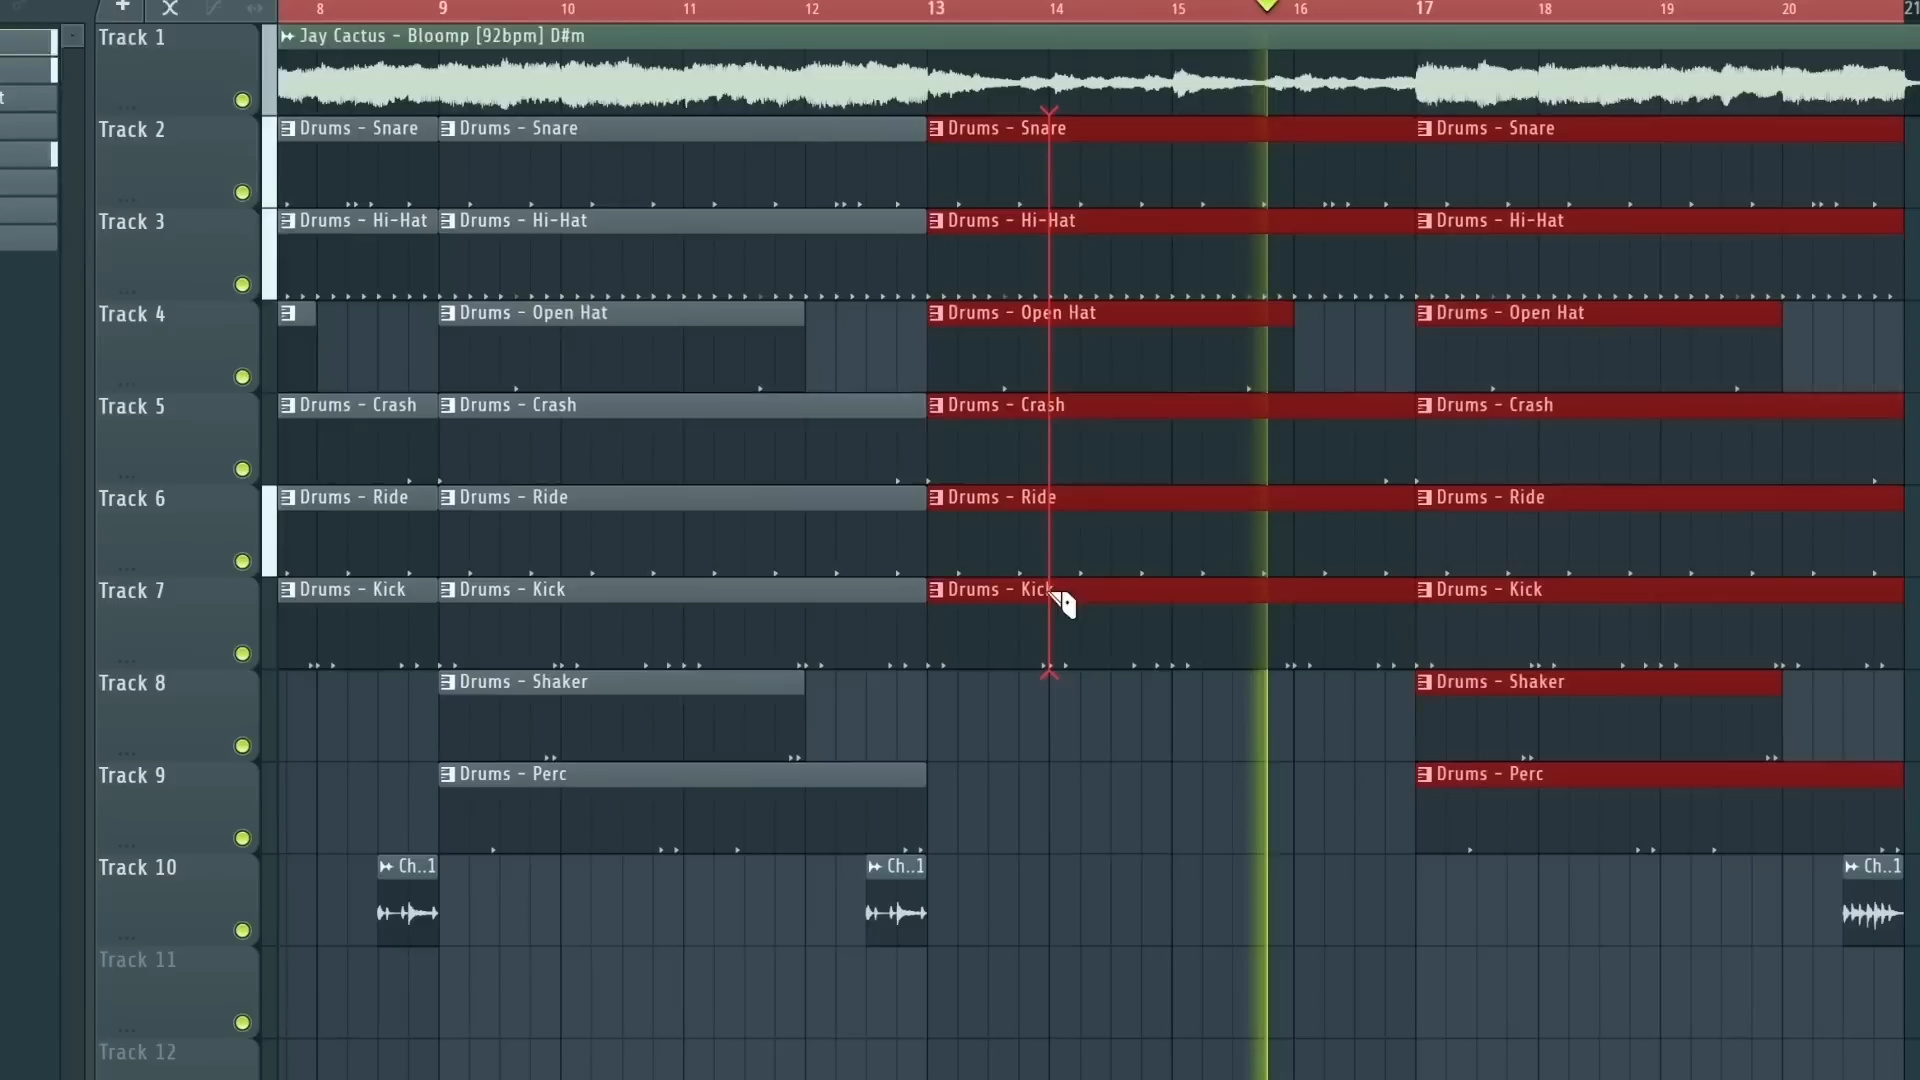 8 9 10 11 12 13 14 15 16 17 18 19 20 21
Track 1 Jay Cactus - Bloomp [92bpm] D#m
Track 2 Drums - Snare Drums - Snare Drums - Snare Drums - Snare
Track 3 Drums - Hi-Hat Drums - Hi-Hat Drums - Hi-Hat Drums - Hi-Hat
Track 4 Drums - Open Hat Drums - Open Hat Drums - Open Hat
Track 5 Drums - Crash Drums - Crash Drums - Crash Drums - Crash
Track 6 Drums - Ride Drums - Ride Drums - Ride Drums - Ride
Track 7 Drums - Kick Drums - Kick Drums - Kick Drums - Kick
Track 8 Drums - Shaker Drums - Shaker
Track 9 Drums - Perc Drums - Perc
Track 10 Ch..1 Ch..1 Ch..1
Track 11
Track 12